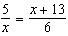 5/x = (x + 13)/6